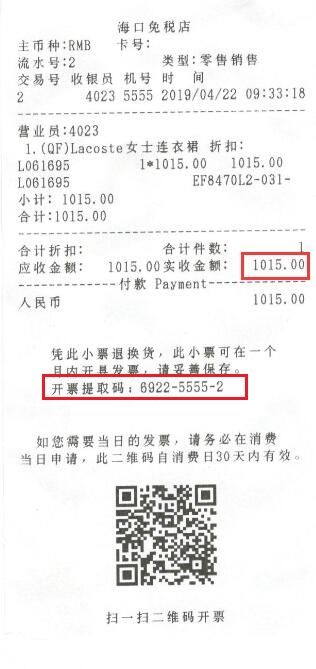 海口免税店
主币种:RMB 卡号:
流水号:2 类型:零售销售
交易号 收银员 机号 时 间
2 4023 5555 2019/04/22 09:33:18
营业员:4023
1.(QF)Lacoste女士连衣裙 折扣:
L061695 1*1015.00 1015.00
L061695 EF8470L2-031-
小计: 1015.00
合计:1015.00
合计折扣: 合计件数: 1
应收金额: 1015.00 实收金额: 1015.00
付款 Payment
人民币 1015.00
凭此小票退换货，此小票可在一个
月内开具发票，请妥善保存。
开票提取码：6922-5555-2
如您需要当日的发票，请务必在消费
当日申请，此二维码自消费日30天内有效。
扫一扫二维码开票